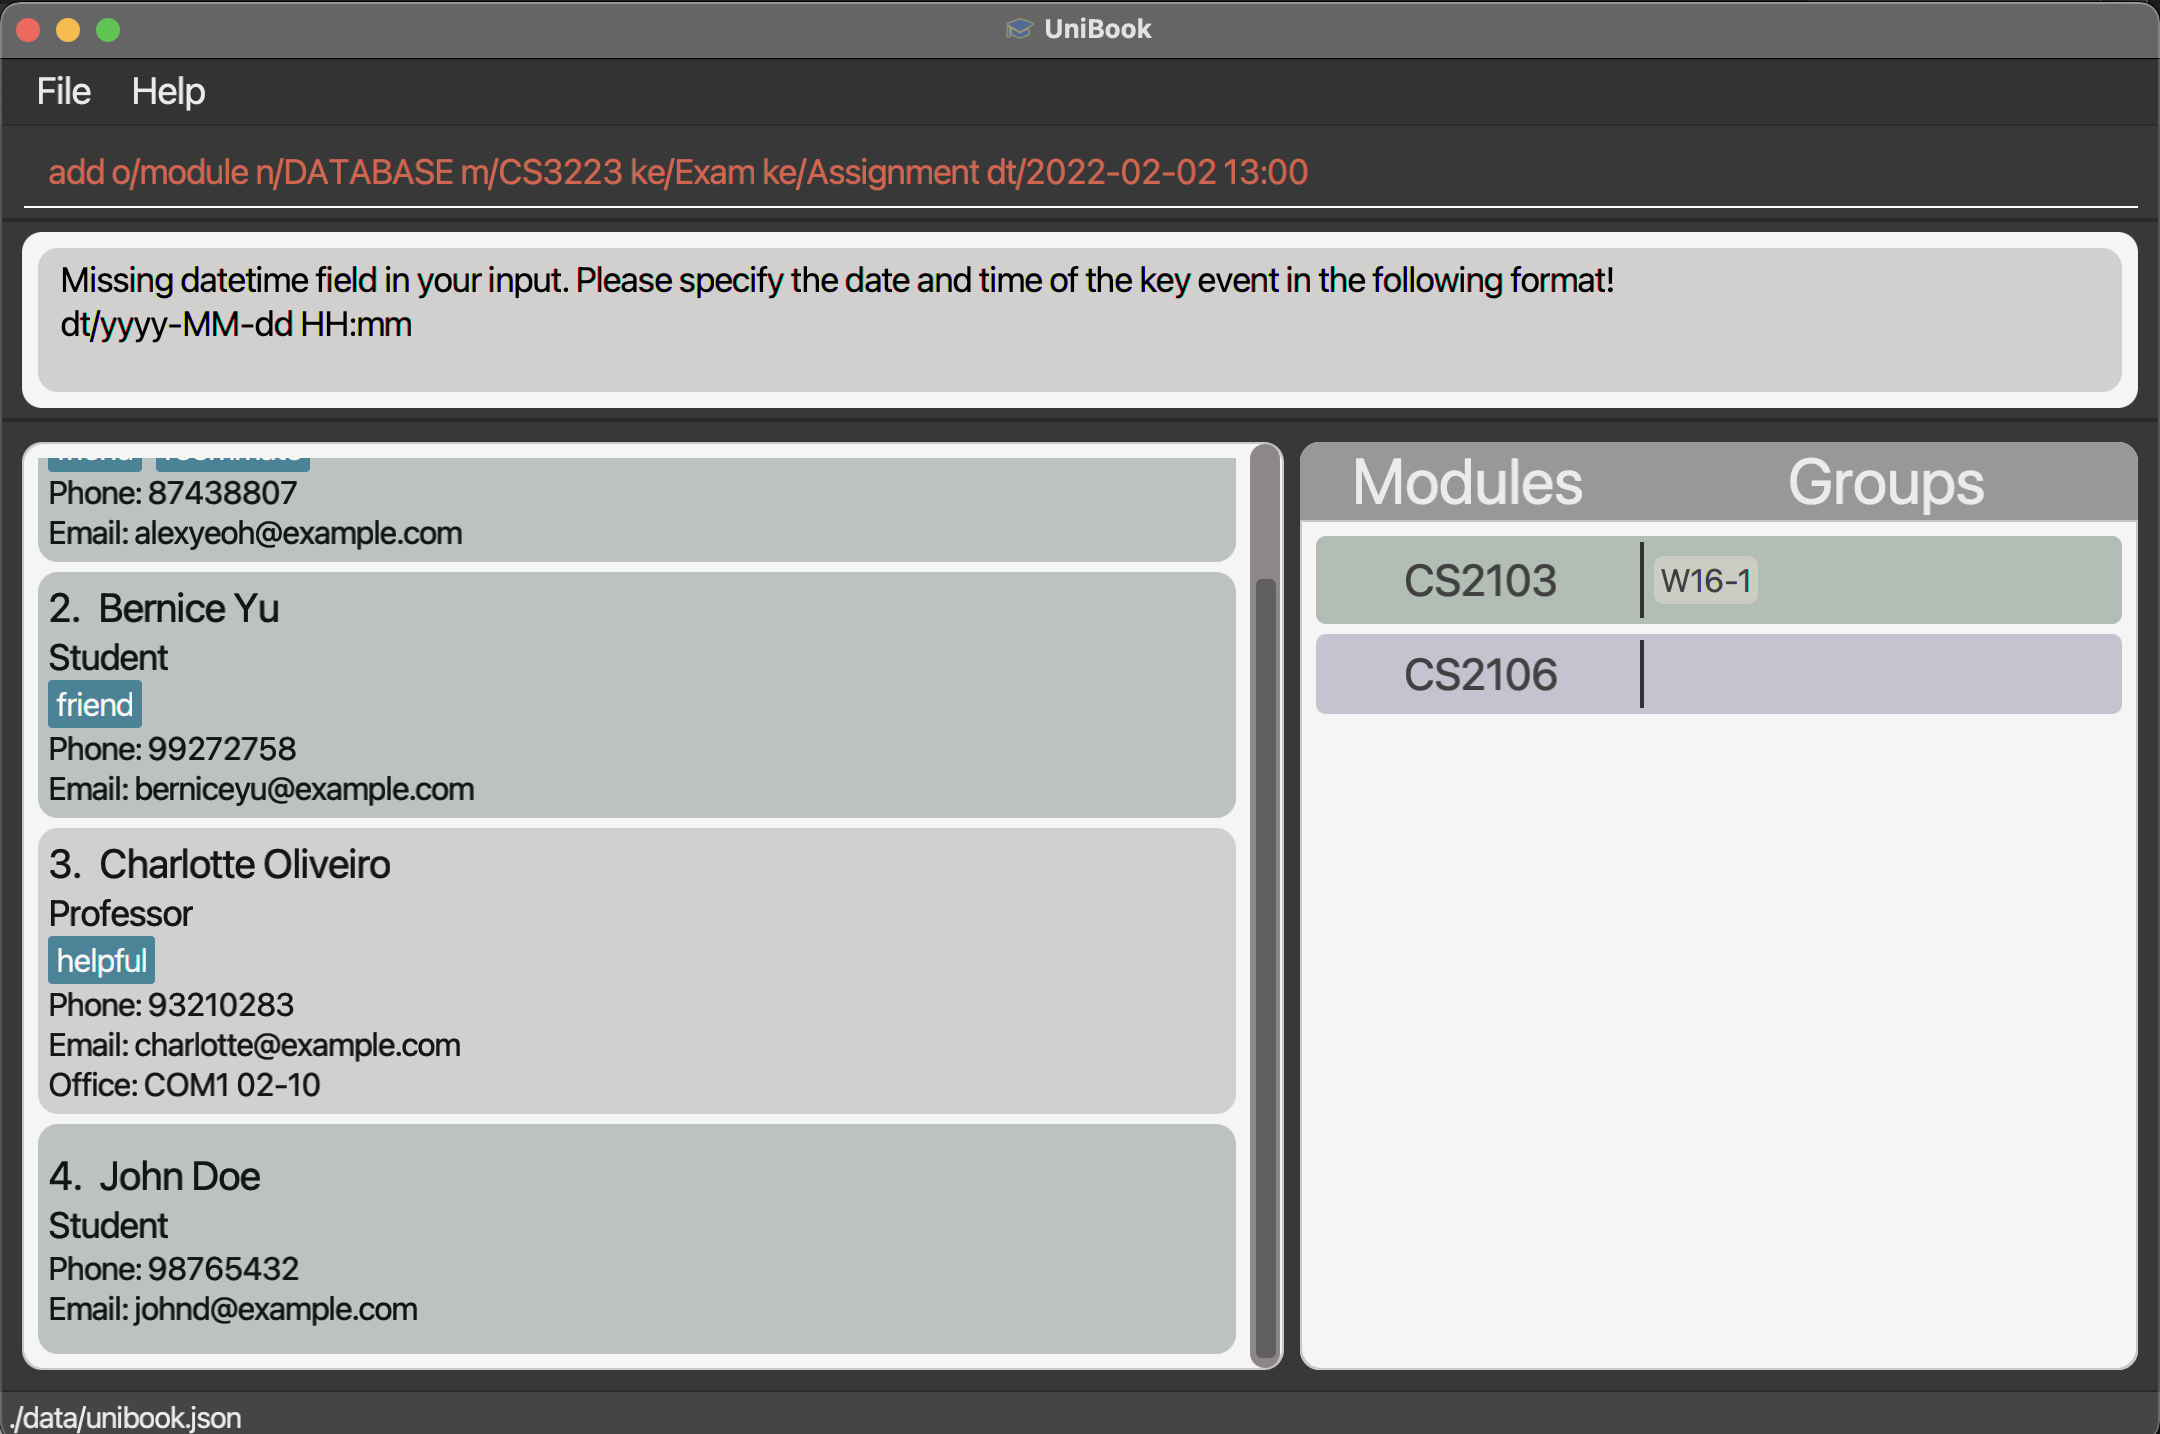 UniBook
File Help
add o/module n/DATABASE m/CS3223 ke/Exam ke/Assignment dt/2022-02-02 13:00
Missing datetime field in your input. Please specify the date and time of the key event in the following format!
dt/yyyy-MM-dd HH:mm
Phone: 87438807
Email: alexyeoh@example.com
2. Bernice Yu
Student
friend
Phone: 99272758
Email: berniceyu@example.com
3. Charlotte Oliveiro
Professor
helpful
Phone: 93210283
Email: charlotte@example.com
Office: COM1 02-10
4. John Doe
Student
Phone: 98765432
Email: johnd@example.com
Modules Groups
CS2103 W16-1
CS2106
./data/unibook.json